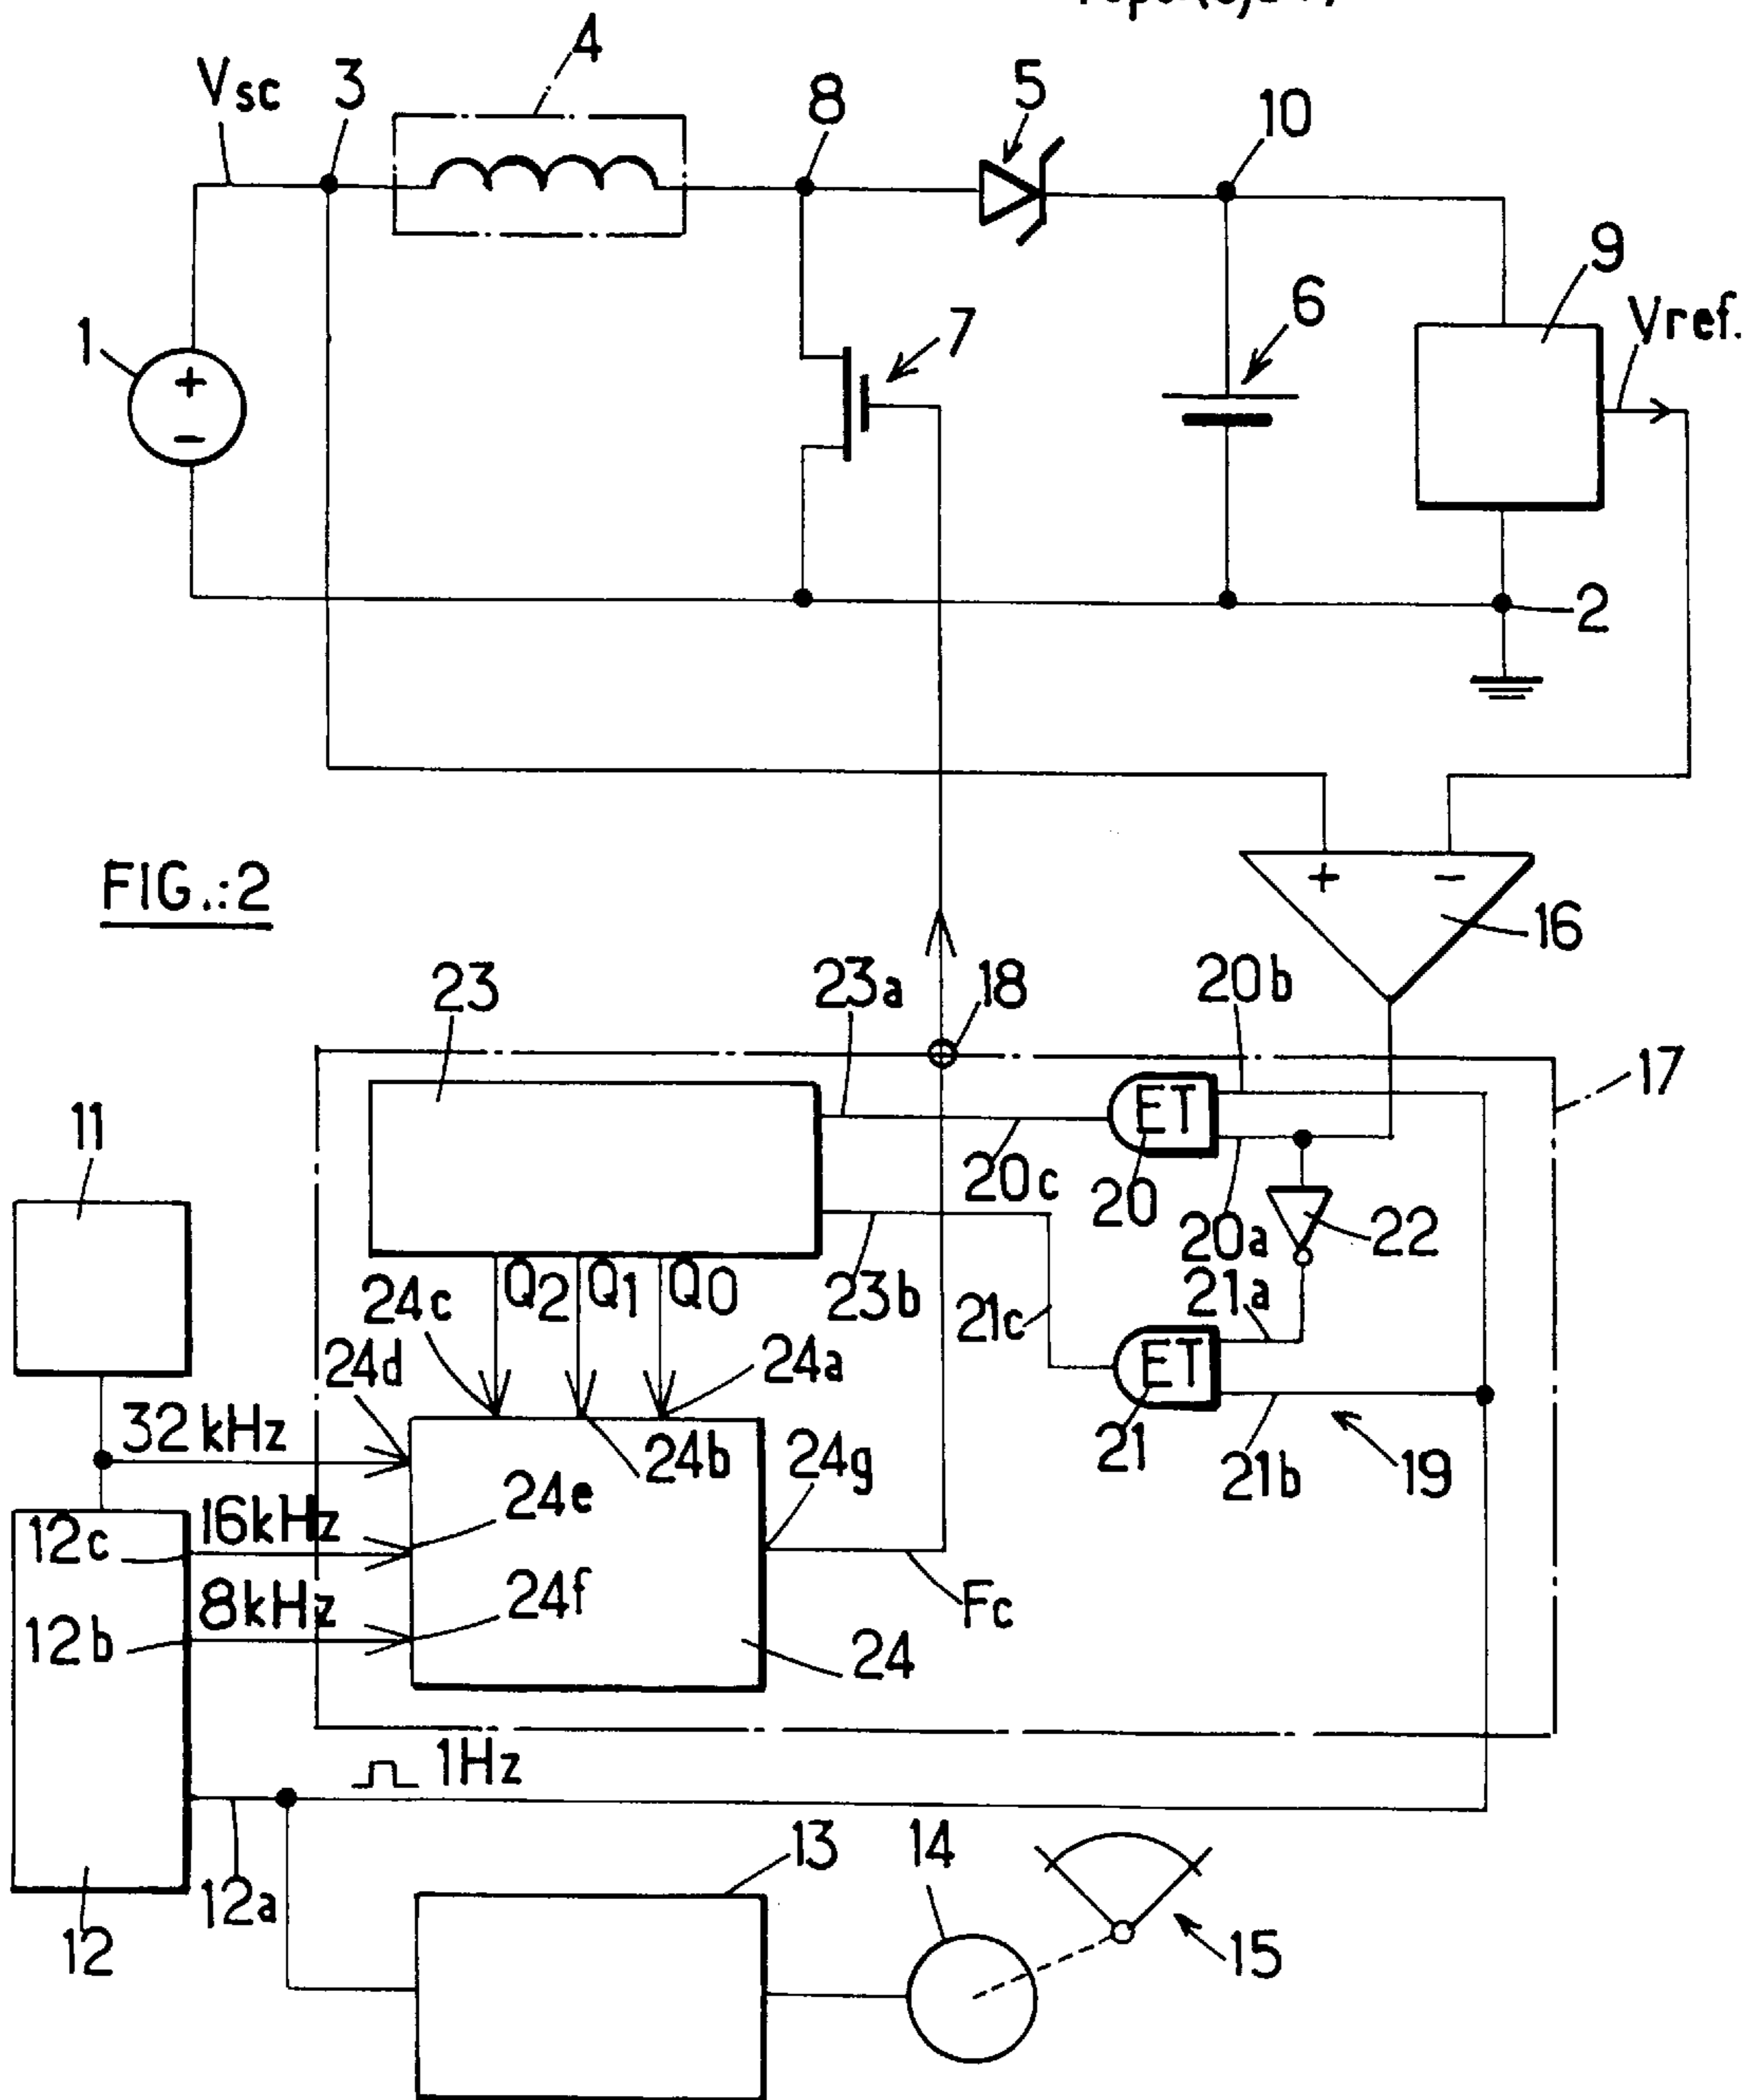 4
Vsc 3 8 5 10
9
1 7 6 Vref.
+
-
2
FIG.:2
+ -
16
23 23a 18 20b
17
11 ET
20c 20 20a 22
Q2 Q1 Q0 23b 21c 21a
24c
24d 24a ET
32 kHz 24b 24g 21 21b 19
12c 16kHz 24e
12b 8kHz 24f Fc
24
1Hz
12a 13 14
12 15